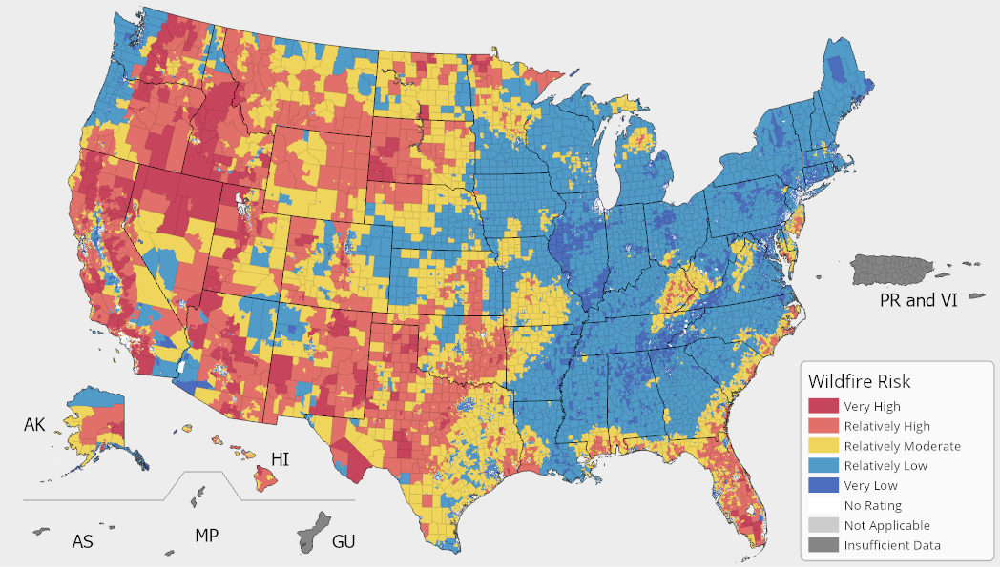 PR and VI
AK
HI
AS
MP
GU
Wildfire Risk
Very High
Relatively High
Relatively Moderate
Relatively Low
Very Low
No Rating
Not Applicable
Insufficient Data